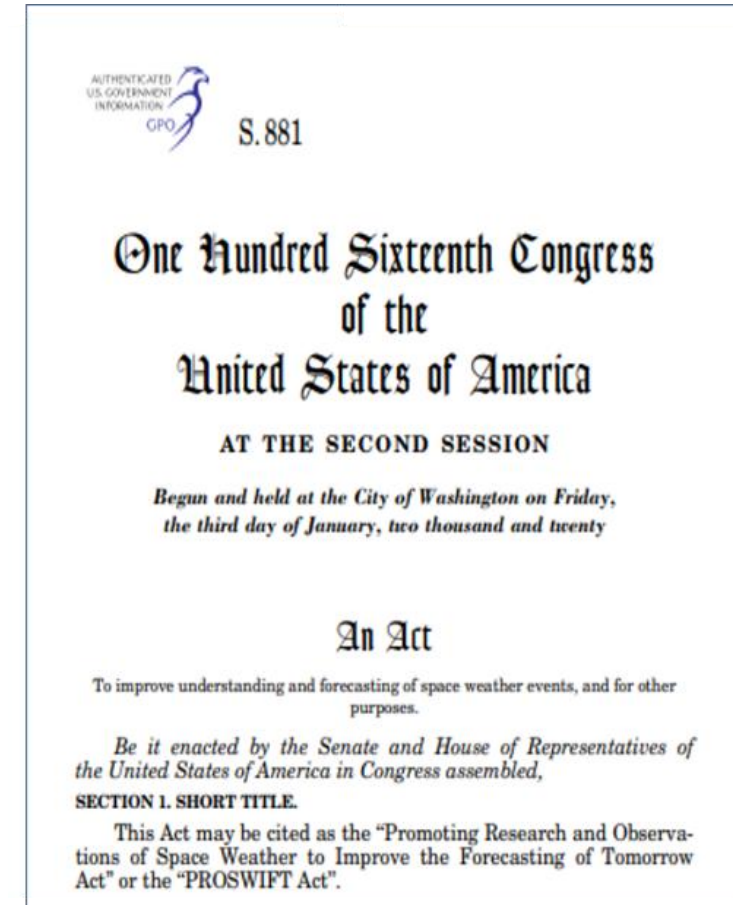 AUTHENTICATED
U.S. GOVERNMENT
INFORMATION
GPO
S. 881
One Hundred Sixteenth Congress
of the
United States of America
AT THE SECOND SESSION
Begun and held at the City of Washington on Friday,
the third day of January, two thousand and twenty
An Act
To improve understanding and forecasting of space weather events, and for other
purposes.
Be it enacted by the Senate and House of Representatives of
the United States of America in Congress assembled,
SECTION 1. SHORT TITLE.
This Act may be cited as the “Promoting Research and Observa-
tions of Space Weather to Improve the Forecasting of Tomorrow
Act” or the “PROSWIFT Act”.